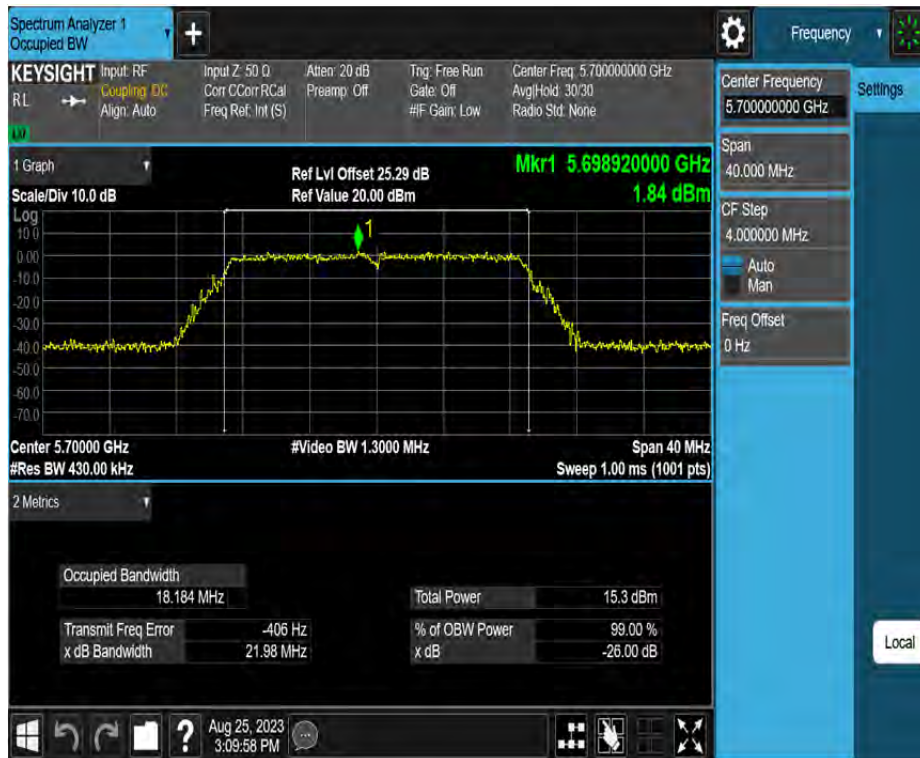 Spectrum Analyzer 1
Occupied BW
+
Frequency
KEYSIGHT
RL
Input: RF
Coupling: DC
Align: Auto
Input Z: 50 Ω
Corr CCorr RCal
Freq Ref: Int (S)
Atten: 20 dB
Preamp: Off
Trig: Free Run
Gate: Off
#IF Gain: Low
Center Freq: 5.700000000 GHz
Avg|Hold: 30/30
Radio Std: None
Center Frequency
5.700000000 GHz
Settings
Span
40.000 MHz
CF Step
4.000000 MHz
Auto
Man
Freq Offset
0 Hz
1 Graph
Scale/Div 10.0 dB
Ref Lvl Offset 25.29 dB
Ref Value 20.00 dBm
Mkr1 5.698920000 GHz
1.84 dBm
Log
10.0
0.00
-10.0
-20.0
-30.0
-40.0
-50.0
-60.0
-70.0
1
Center 5.70000 GHz
#Video BW 1.3000 MHz
Span 40 MHz
#Res BW 430.00 kHz
Sweep 1.00 ms (1001 pts)
2 Metrics
Occupied Bandwidth
18.184 MHz
Total Power 15.3 dBm
Transmit Freq Error -406 Hz
% of OBW Power 99.00 %
x dB Bandwidth 21.98 MHz
x dB -26.00 dB
Local
?
Aug 25, 2023
3:09:58 PM